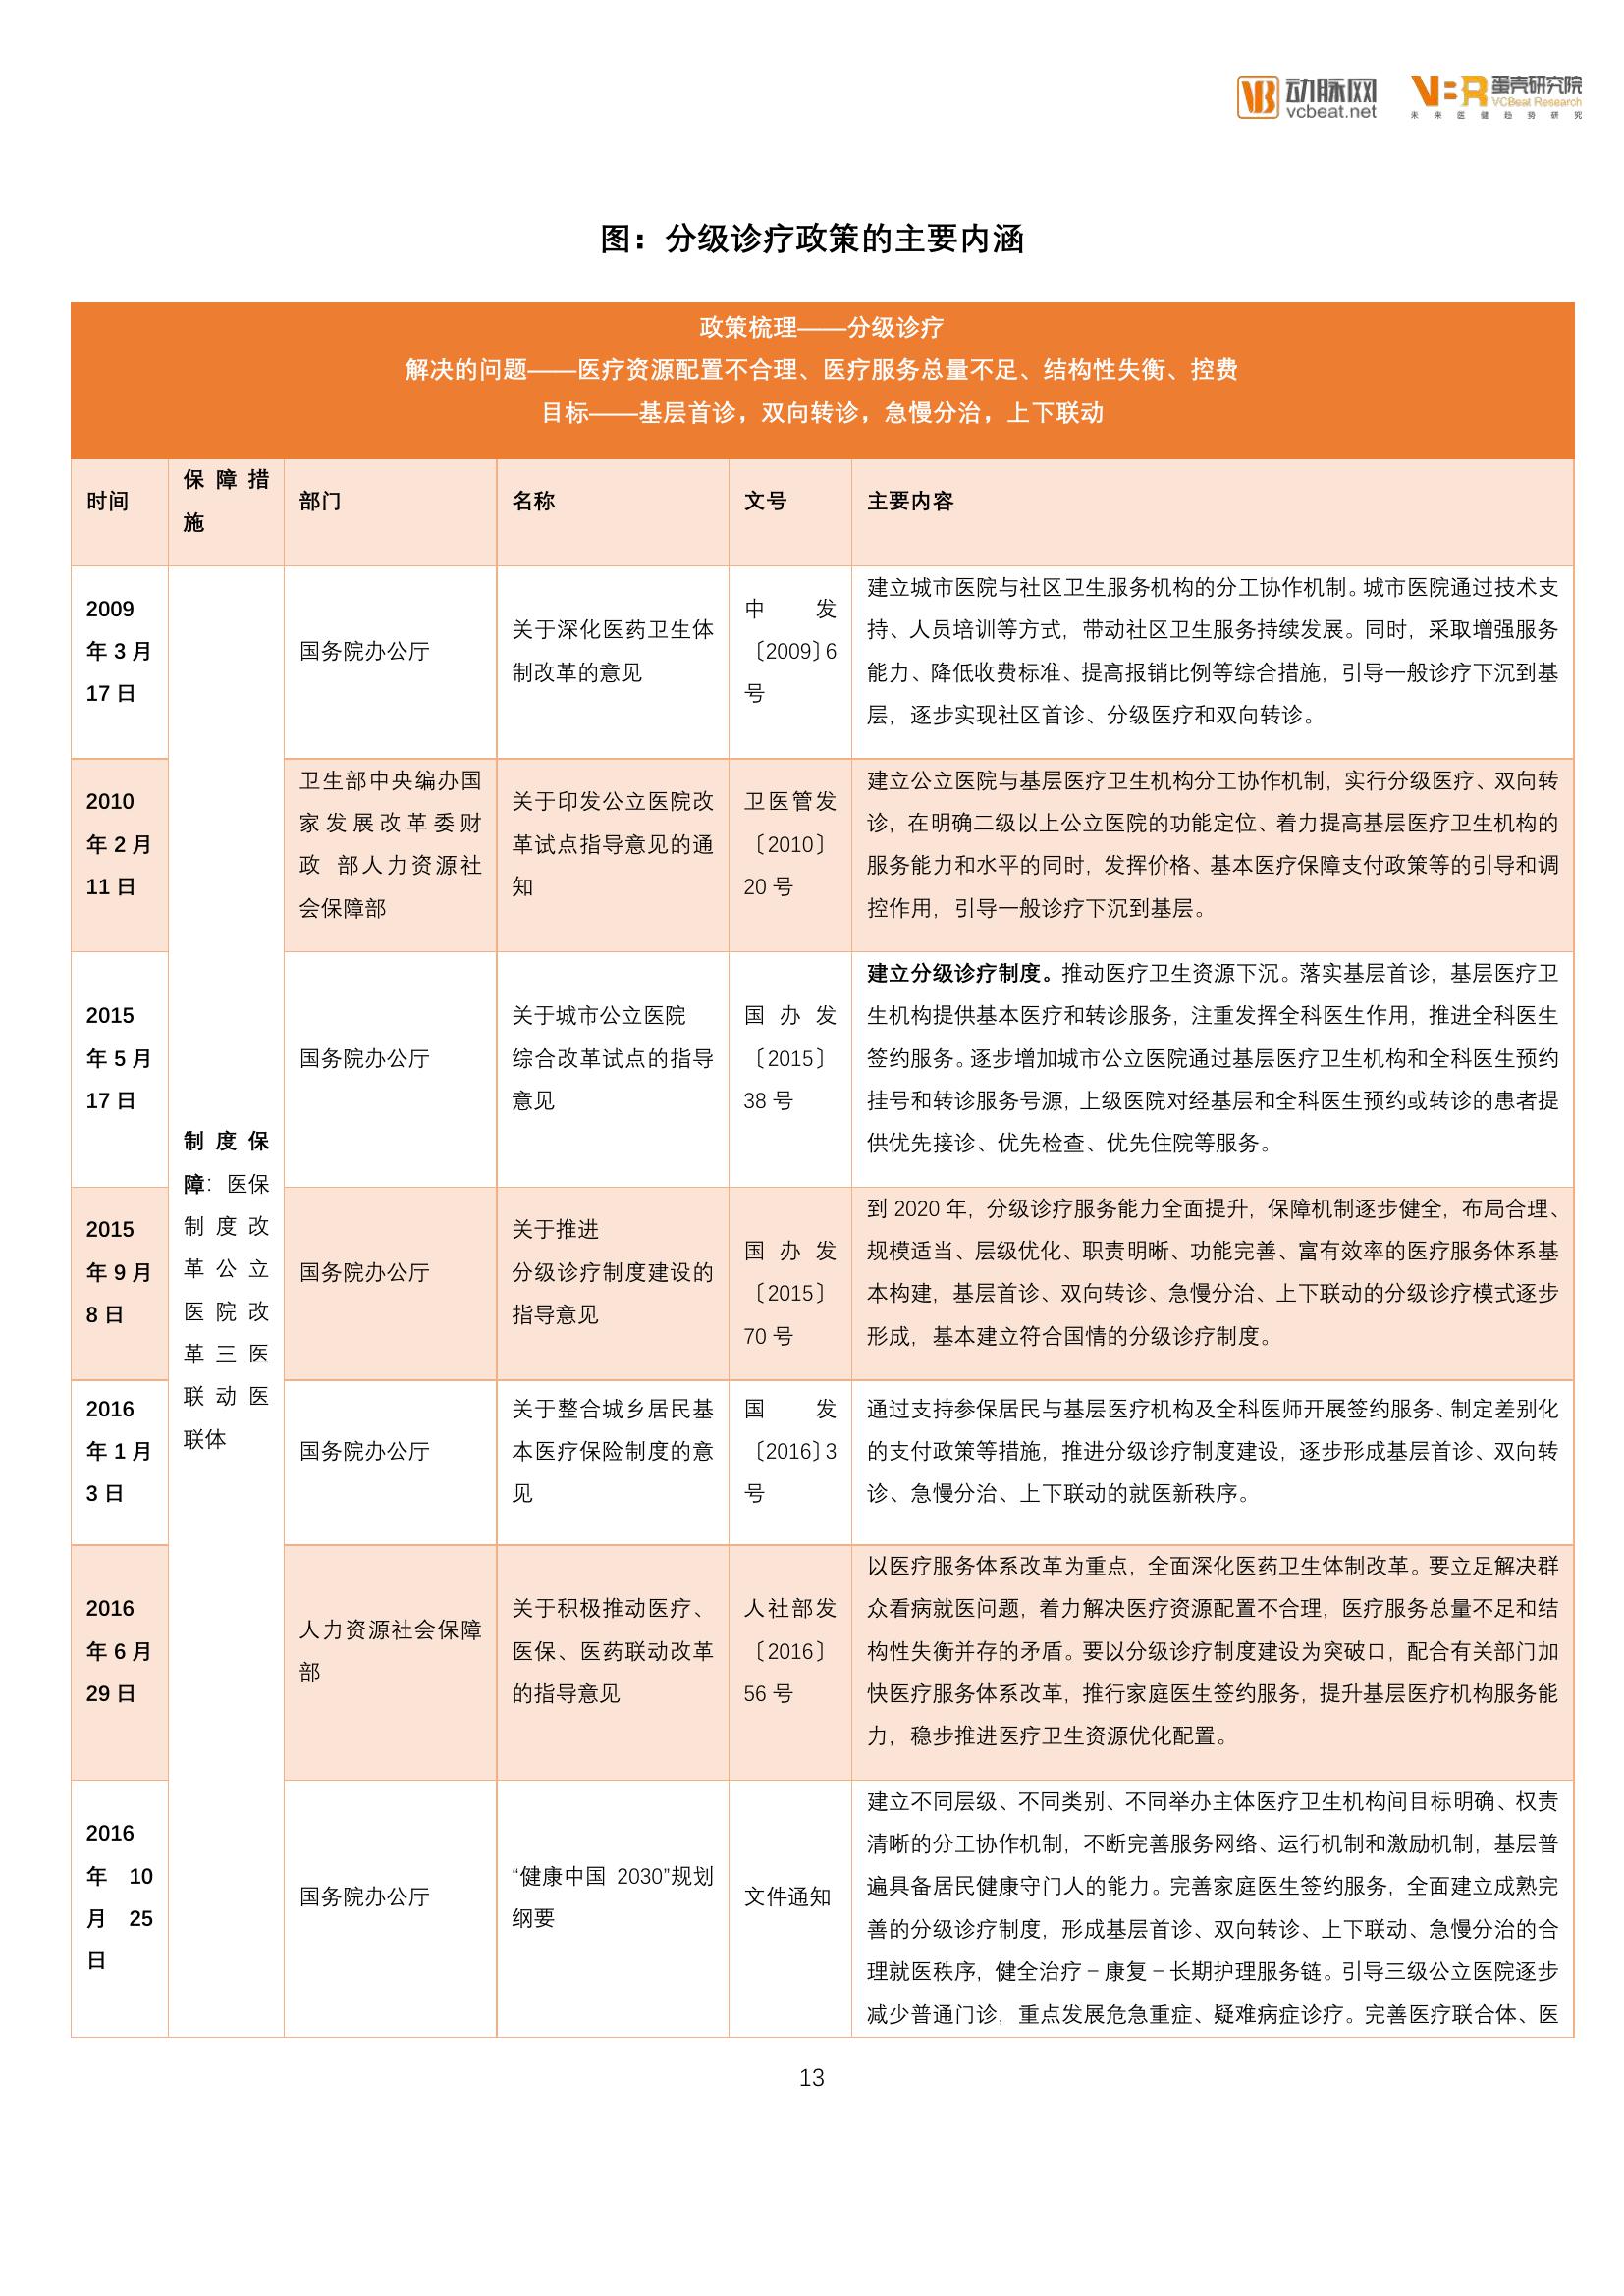 动脉网
vcbeat.net
VBR 蛋壳研究院
VCBeat Research
未来医健趋势研究
图：分级诊疗政策的主要内涵
政策梳理——分级诊疗
解决的问题——医疗资源配置不合理、医疗服务总量不足、结构性失衡、控费
目标——基层首诊，双向转诊，急慢分治，上下联动
时间
保障措
施
部门
名称
文号
主要内容
2009
年 3 月
17 日
国务院办公厅
关于深化医药卫生体
制改革的意见
中 发
〔2009〕6
号
建立城市医院与社区卫生服务机构的分工协作机制。城市医院通过技术支
持、人员培训等方式，带动社区卫生服务持续发展。同时，采取增强服务
能力、降低收费标准、提高报销比例等综合措施，引导一般诊疗下沉到基
层，逐步实现社区首诊、分级医疗和双向转诊。
2010
年 2 月
11 日
卫生部中央编办国
家发展改革委财
政 部人力资源社
会保障部
关于印发公立医院改
革试点指导意见的通
知
卫医管发
〔2010〕
20 号
建立公立医院与基层医疗卫生机构分工协作机制，实行分级医疗、双向转
诊，在明确二级以上公立医院的功能定位、着力提高基层医疗卫生机构的
服务能力和水平的同时，发挥价格、基本医疗保障支付政策等的引导和调
控作用，引导一般诊疗下沉到基层。
2015
年 5 月
17 日
国务院办公厅
关于城市公立医院
综合改革试点的指导
意见
国办发
〔2015〕
38 号
建立分级诊疗制度。推动医疗卫生资源下沉。落实基层首诊，基层医疗卫
生机构提供基本医疗和转诊服务，注重发挥全科医生作用，推进全科医生
签约服务。逐步增加城市公立医院通过基层医疗卫生机构和全科医生预约
挂号和转诊服务号源，上级医院对经基层和全科医生预约或转诊的患者提
供优先接诊、优先检查、优先住院等服务。
制度保
障：医保
制度改
革公立
医院改
革三医
联动医
联体
2015
年 9 月
8 日
国务院办公厅
关于推进
分级诊疗制度建设的
指导意见
国办发
〔2015〕
70 号
到 2020 年，分级诊疗服务能力全面提升，保障机制逐步健全，布局合理、
规模适当、层级优化、职责明晰、功能完善、富有效率的医疗服务体系基
本构建，基层首诊、双向转诊、急慢分治、上下联动的分级诊疗模式逐步
形成，基本建立符合国情的分级诊疗制度。
2016
年 1 月
3 日
国务院办公厅
关于整合城乡居民基
本医疗保险制度的意
见
国 发
〔2016〕3
号
通过支持参保居民与基层医疗机构及全科医师开展签约服务、制定差别化
的支付政策等措施，推进分级诊疗制度建设，逐步形成基层首诊、双向转
诊、急慢分治、上下联动的就医新秩序。
2016
年 6 月
29 日
人力资源社会保障
部
关于积极推动医疗、
医保、医药联动改革
的指导意见
人社部发
〔2016〕
56 号
以医疗服务体系改革为重点，全面深化医药卫生体制改革。要立足解决群
众看病就医问题，着力解决医疗资源配置不合理，医疗服务总量不足和结
构性失衡并存的矛盾。要以分级诊疗制度建设为突破口，配合有关部门加
快医疗服务体系改革，推行家庭医生签约服务，提升基层医疗机构服务能
力，稳步推进医疗卫生资源优化配置。
2016
年 10
月 25
日
国务院办公厅
“健康中国 2030”规划
纲要
文件通知
建立不同层级、不同类别、不同举办主体医疗卫生机构间目标明确、权责
清晰的分工协作机制，不断完善服务网络、运行机制和激励机制，基层普
遍具备居民健康守门人的能力。完善家庭医生签约服务，全面建立成熟完
善的分级诊疗制度，形成基层首诊、双向转诊、上下联动、急慢分治的合
理就医秩序，健全治疗－康复－长期护理服务链。引导三级公立医院逐步
减少普通门诊，重点发展危急重症、疑难病症诊疗。完善医疗联合体、医
13